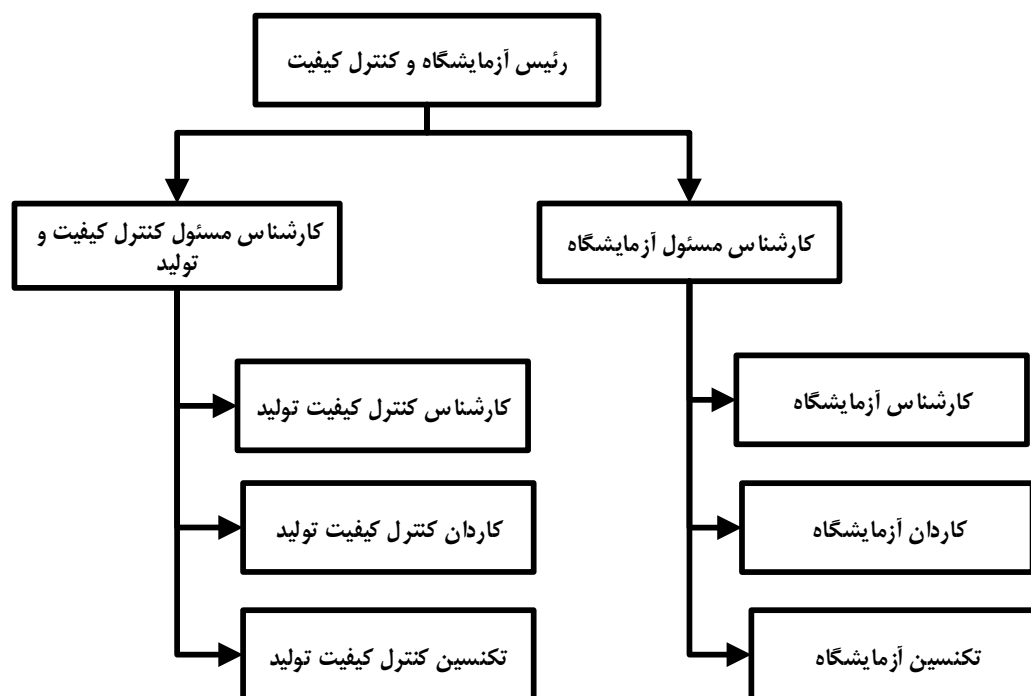 رئیس آزمایشگاه و کنترل کیفیت
کارشناس مسئول آزمایشگاه
کارشناس مسئول کنترل کیفیت و
تولید
کارشناس آزمایشگاه
کارشناس کنترل کیفیت تولید
کاردان آزمایشگاه
کاردان کنترل کیفیت تولید
تکنسین آزمایشگاه
تکنسین کنترل کیفیت تولید